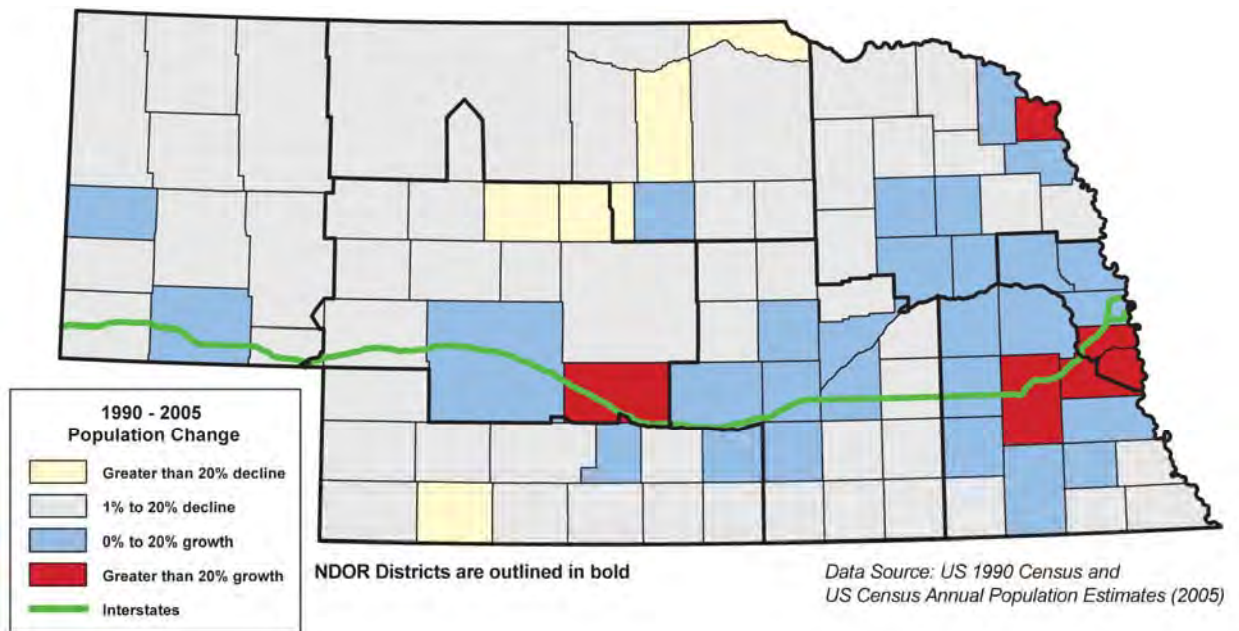 1990 - 2005
Population Change
Greater than 20% decline
1% to 20% decline
0% to 20% growth
Greater than 20% growth
Interstates
NDOR Districts are outlined in bold
Data Source: US 1990 Census and
US Census Annual Population Estimates (2005)